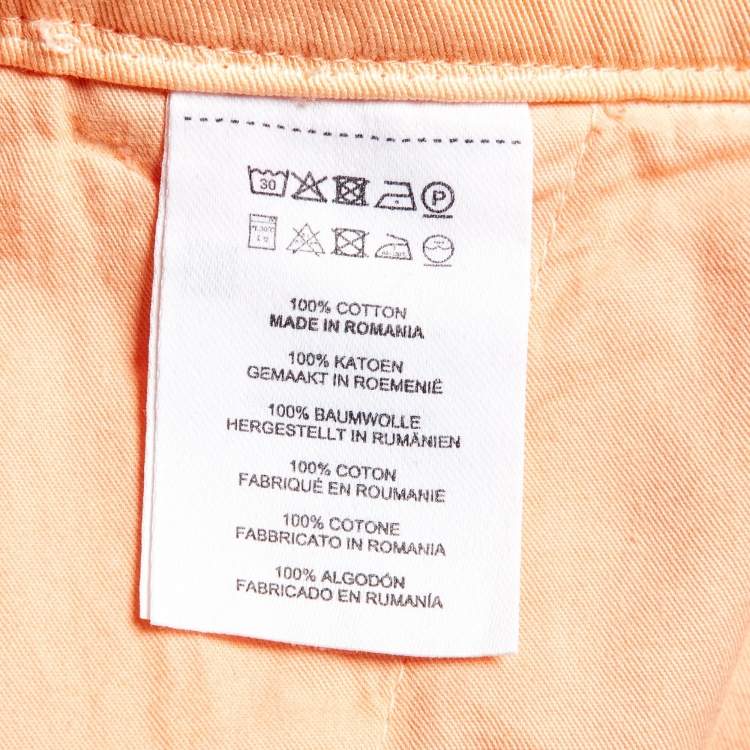 30 P
100% COTTON
MADE IN ROMANIA
100% KATOEN
GEMAAKT IN ROEMENIË
100% BAUMWOLLE
HERGESTELLT IN RUMÄNIEN
100% COTON
FABRIQUÉ EN ROUMANIE
100% COTONE
FABBRICATO IN ROMANIA
100% ALGODÓN
FABRICADO EN RUMANÍA